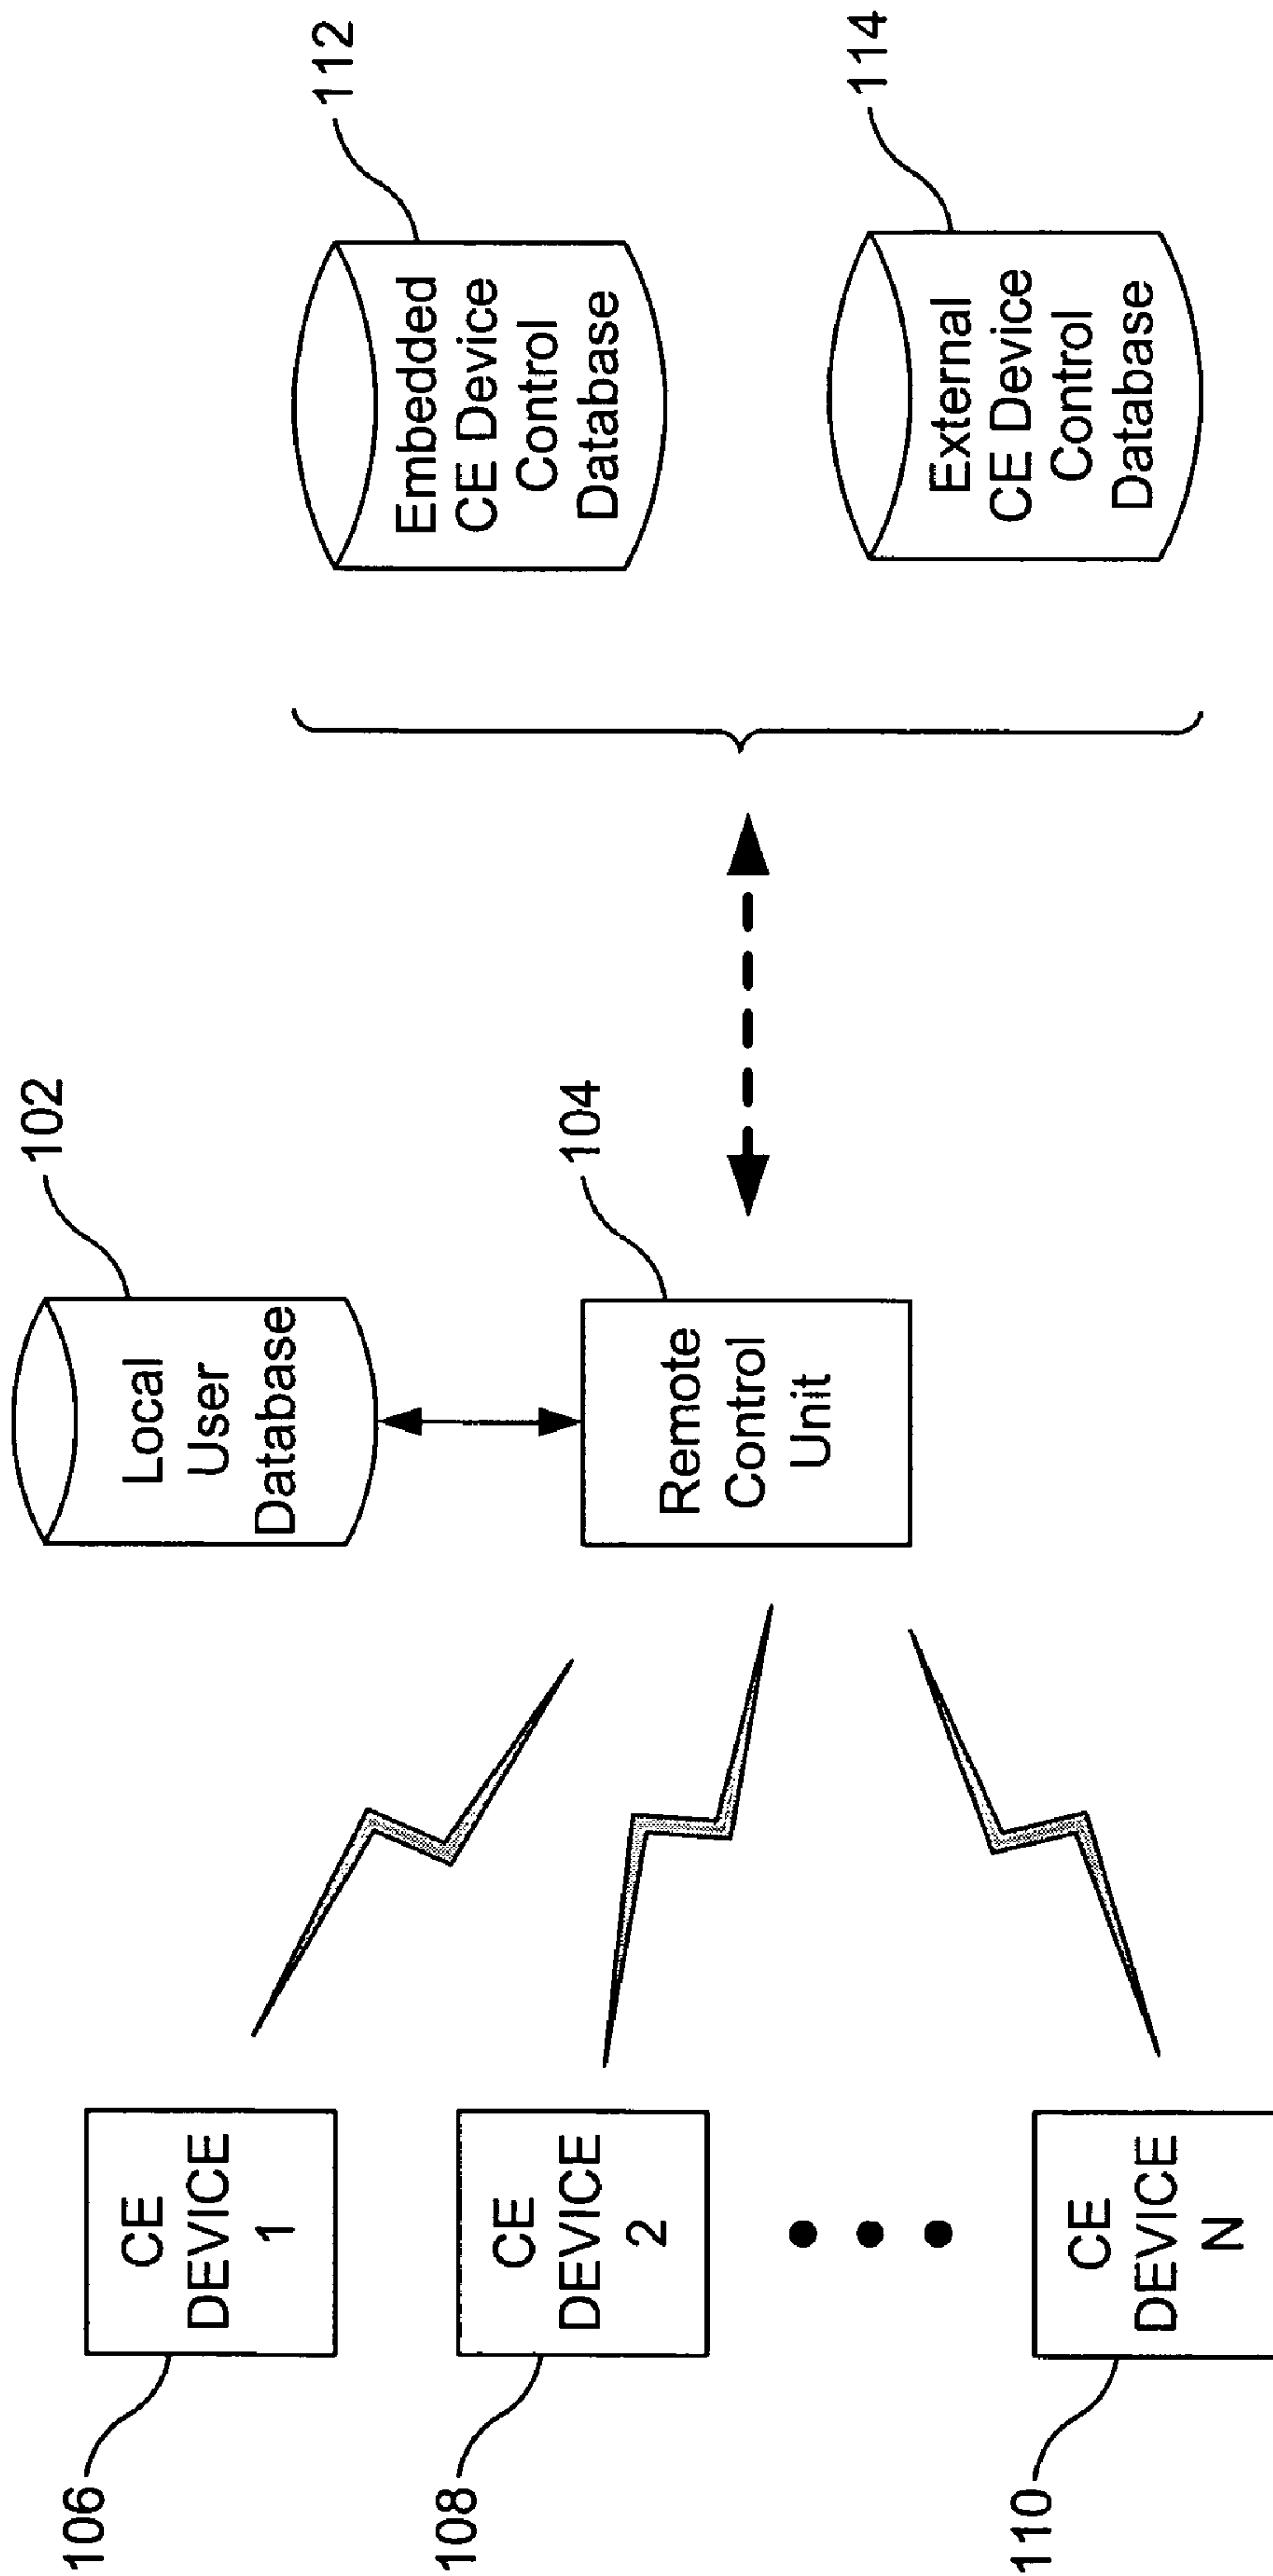 102
Local
User
Database
104
Remote
Control
Unit
106
CE
DEVICE
1
108
CE
DEVICE
2
110
CE
DEVICE
N
112
Embedded
CE Device
Control
Database
114
External
CE Device
Control
Database